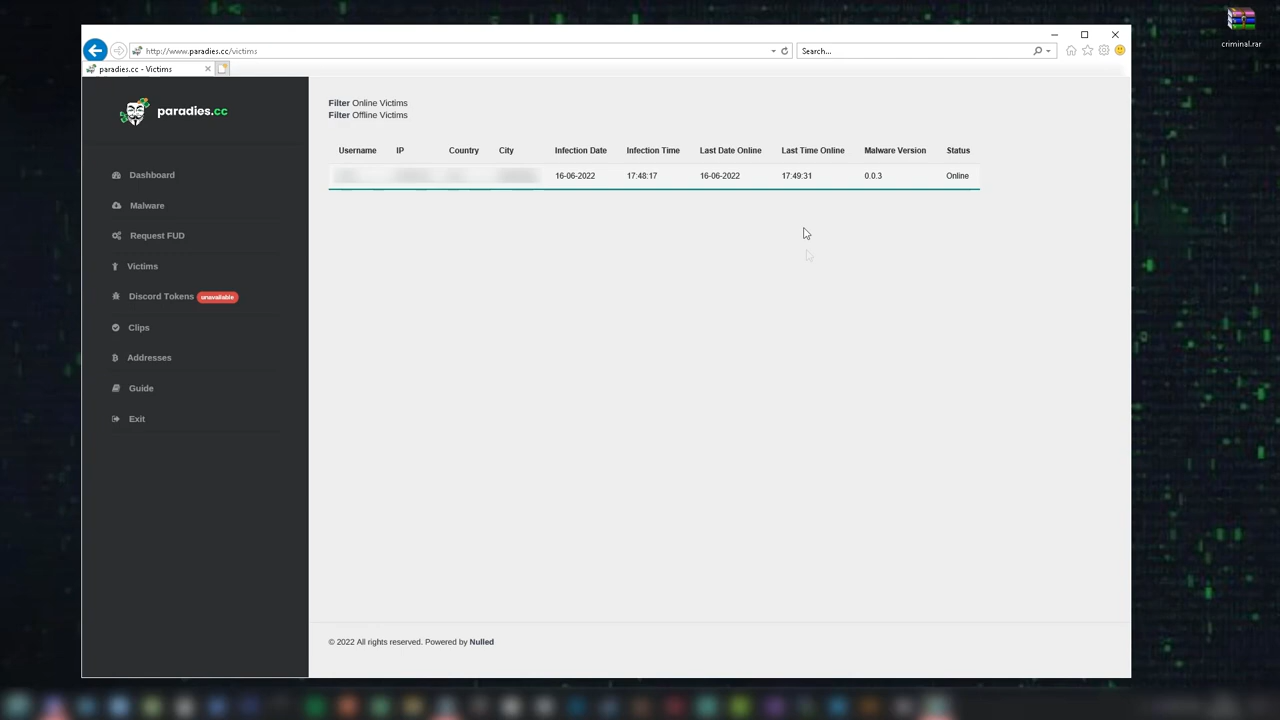 criminal.rar
http://www.paradies.cc/victims
Search...
paradies.cc - Victims
paradies.cc
Dashboard
Malware
Request FUD
Victims
Discord Tokens unavailable
Clips
Addresses
Guide
Exit
Filter Online Victims
Filter Offline Victims
Username IP Country City Infection Date Infection Time Last Date Online Last Time Online Malware Version Status
16-06-2022 17:48:17 16-06-2022 17:49:31 0.0.3 Online
© 2022 All rights reserved. Powered by Nulled